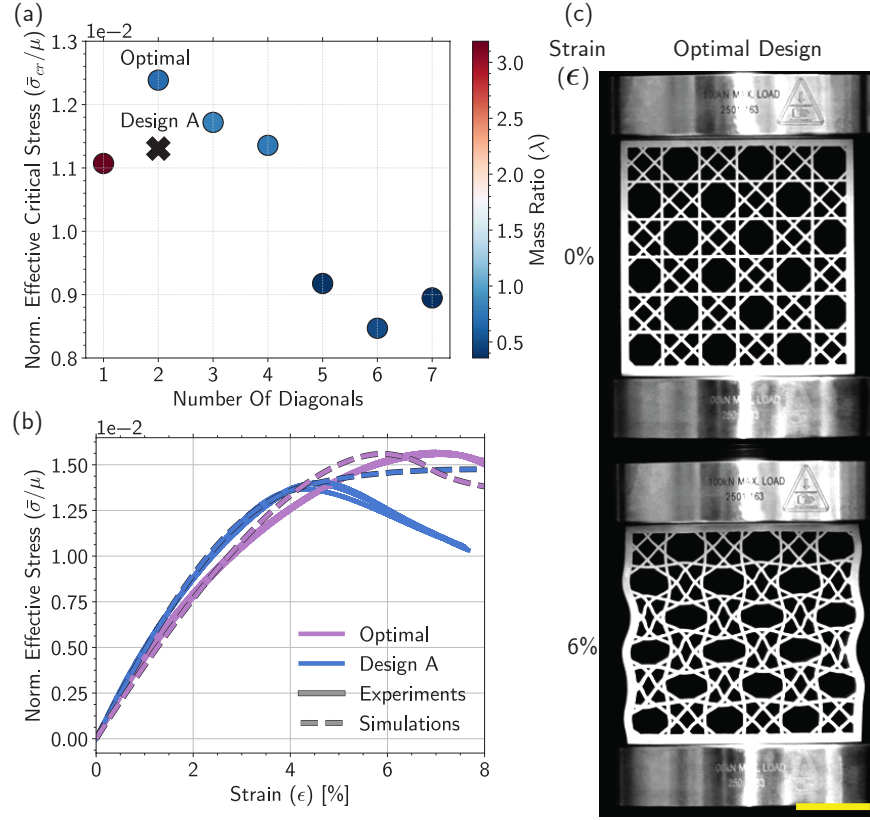 (a)
1e−2
Norm. Effective Critical Stress (σ̄cr/μ)
1.3
1.2
1.1
1.0
0.9
0.8
Optimal
Design A
1 2 3 4 5 6 7
Number Of Diagonals
3.0
2.5
2.0
1.5
1.0
0.5
Mass Ratio (λ)
(b)
1e−2
Norm. Effective Stress (σ̄/μ)
1.50
1.25
1.00
0.75
0.50
0.25
0.00
Optimal
Design A
Experiments
Simulations
0 2 4 6 8
Strain (ϵ) [%]
(c)
Strain
(ϵ)
Optimal Design
100kN MAX. LOAD
0%
100kN MAX. LOAD
6%